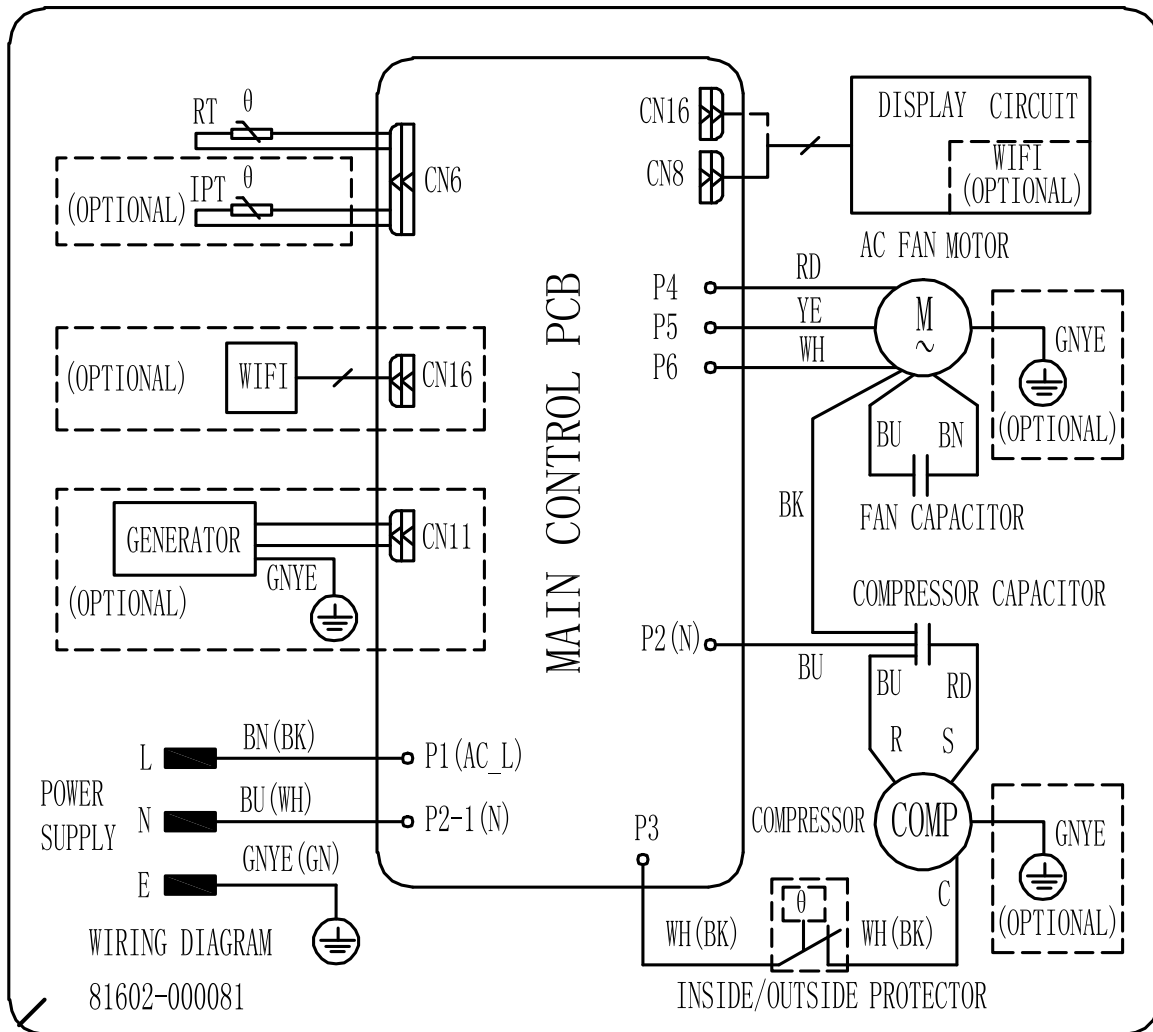 RT θ
IPT θ
(OPTIONAL)
CN6
CN16
CN8
DISPLAY CIRCUIT
WIFI
(OPTIONAL)
AC FAN MOTOR
P4
RD
P5
YE
P6
WH
M
~
GNYE
(OPTIONAL)
BU
BN
FAN CAPACITOR
BK
(OPTIONAL)
WIFI
CN16
MAIN CONTROL PCB
GENERATOR
CN11
GNYE
(OPTIONAL)
COMPRESSOR CAPACITOR
P2(N)
BU
BU
RD
R
S
COMPRESSOR
COMP
C
GNYE
(OPTIONAL)
POWER
SUPPLY
L
BN(BK)
P1(AC_L)
N
BU(WH)
P2-1(N)
E
GNYE(GN)
P3
WH(BK)
θ
WH(BK)
INSIDE/OUTSIDE PROTECTOR
WIRING DIAGRAM
81602-000081